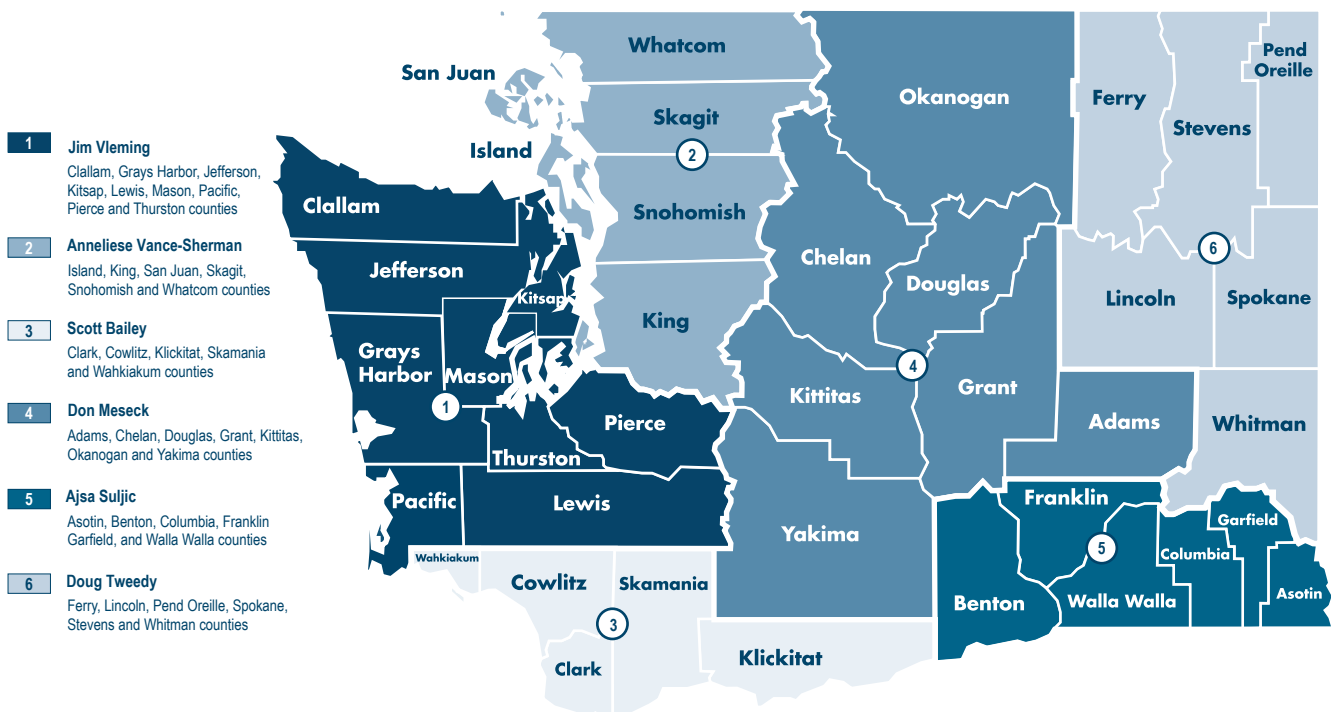 1
Jim Vleming
Clallam, Grays Harbor, Jefferson,
Kitsap, Lewis, Mason, Pacific,
Pierce and Thurston counties
2
Anneliese Vance-Sherman
Island, King, San Juan, Skagit,
Snohomish and Whatcom counties
3
Scott Bailey
Clark, Cowlitz, Klickitat, Skamania
and Wahkiakum counties
4
Don Meseck
Adams, Chelan, Douglas, Grant, Kittitas,
Okanogan and Yakima counties
5
Ajsa Suljic
Asotin, Benton, Columbia, Franklin
Garfield, and Walla Walla counties
6
Doug Tweedy
Ferry, Lincoln, Pend Oreille, Spokane,
Stevens and Whitman counties
Whatcom
San Juan
Skagit
Island
2
Snohomish
King
Clallam
Jefferson
Kitsap
Grays
Harbor
Mason
1
Pierce
Thurston
Pacific
Lewis
Wahkiakum
Cowlitz
Skamania
3
Clark
Klickitat
Okanogan
Chelan
Douglas
4
Kittitas
Grant
Adams
Yakima
Ferry
Stevens
Pend
Oreille
6
Lincoln
Spokane
Whitman
Franklin
Garfield
5
Columbia
Benton
Walla Walla
Asotin